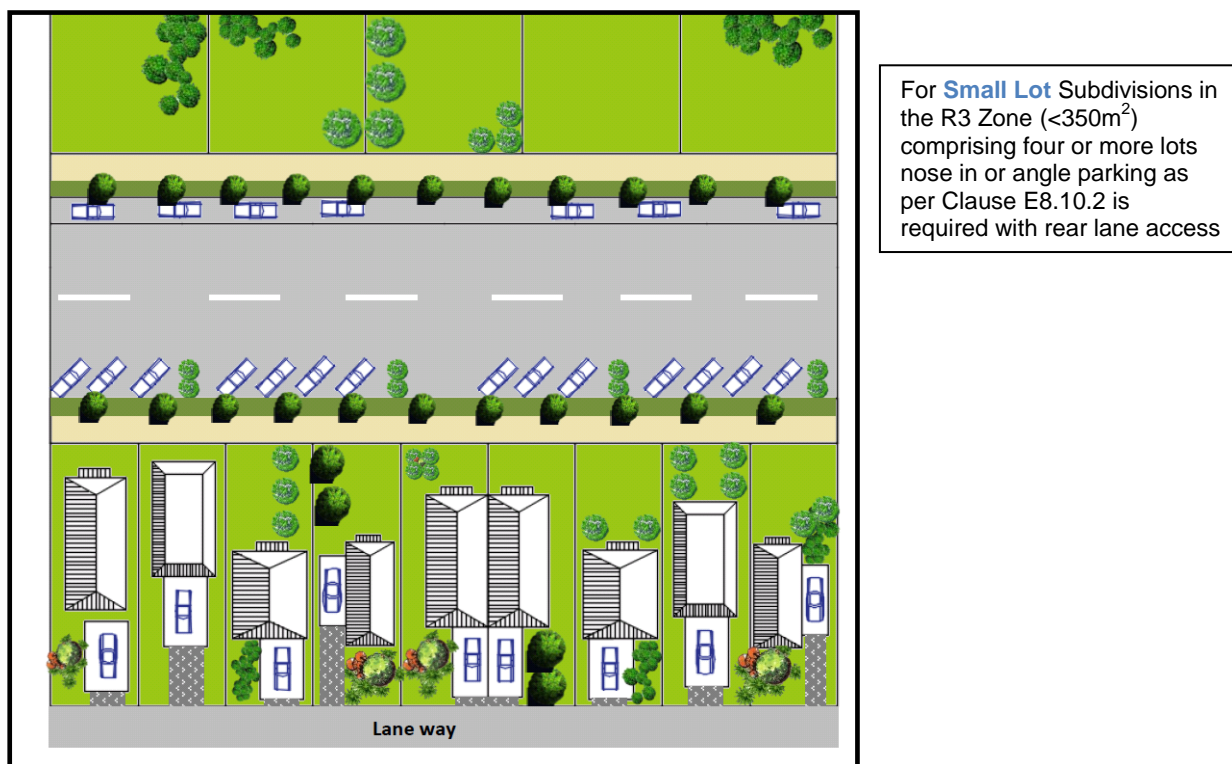 For Small Lot Subdivisions in
the R3 Zone (<350m²)
comprising four or more lots
nose in or angle parking as
per Clause E8.10.2 is
required with rear lane access
Lane way